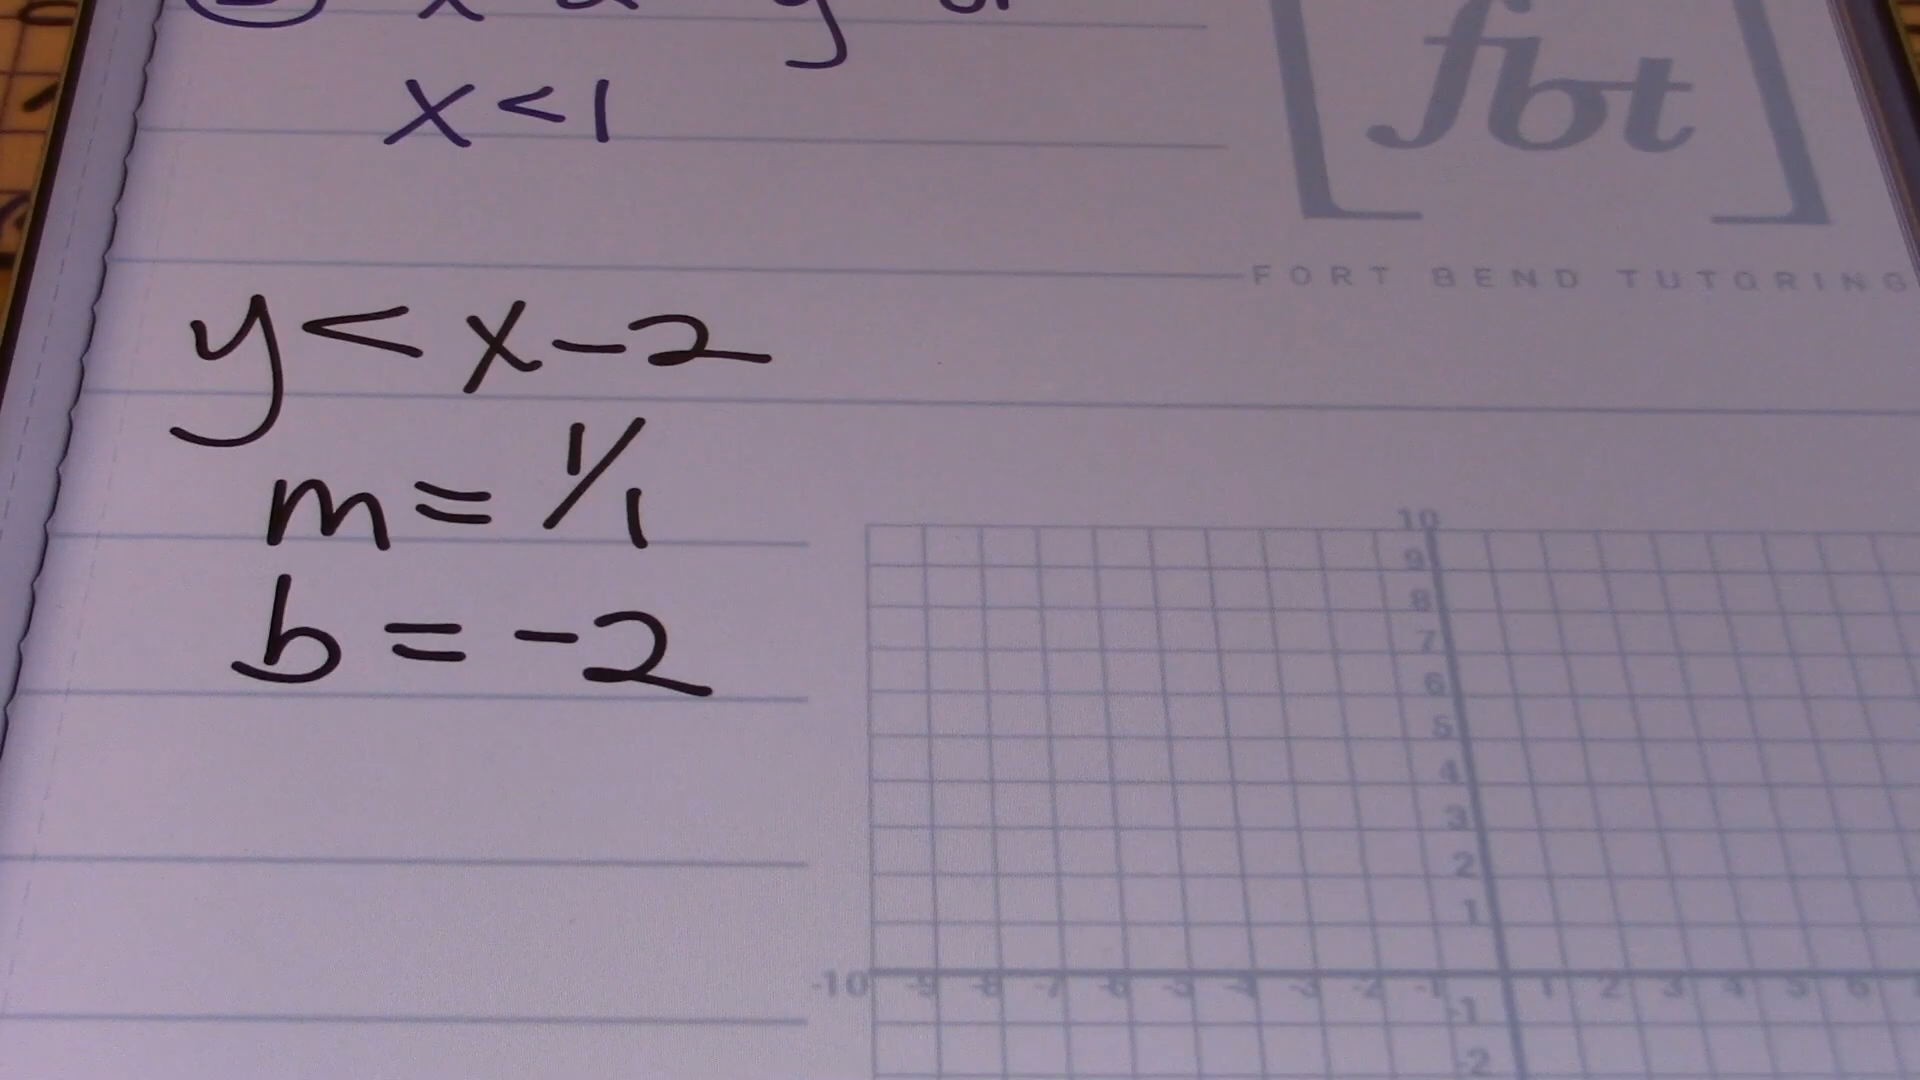 x < 1
fbt
FORT BEND TUTORING
y < x - 2
m = 1/1
b = -2
10
9
8
7
6
5
4
3
2
1
-10 -9 -8 -7 -6 -5 -4 -3 -2 -1 1 2 3 4 5 6
-1
-2